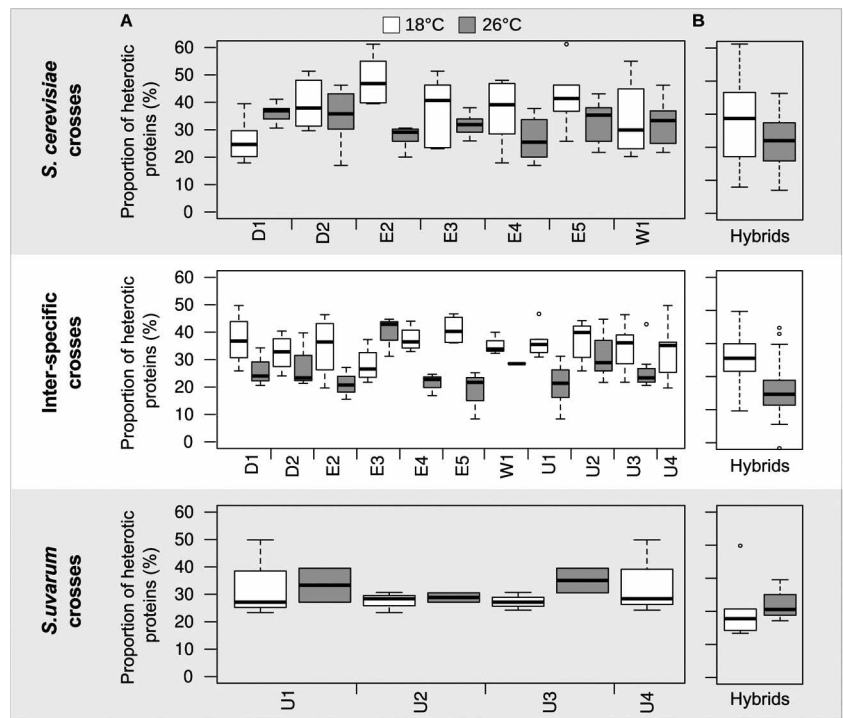 A
18°C 26°C
B
S. cerevisiae
crosses
Proportion of heterotic
proteins (%)
60
50
40
30
20
10
0
D1 D2 E2 E3 E4 E5 W1
Hybrids
Inter-specific
crosses
Proportion of heterotic
proteins (%)
60
50
40
30
20
10
0
D1 D2 E2 E3 E4 E5 W1 U1 U2 U3 U4
Hybrids
S.uvarum
crosses
Proportion of heterotic
proteins (%)
60
50
40
30
20
10
0
U1 U2 U3 U4
Hybrids